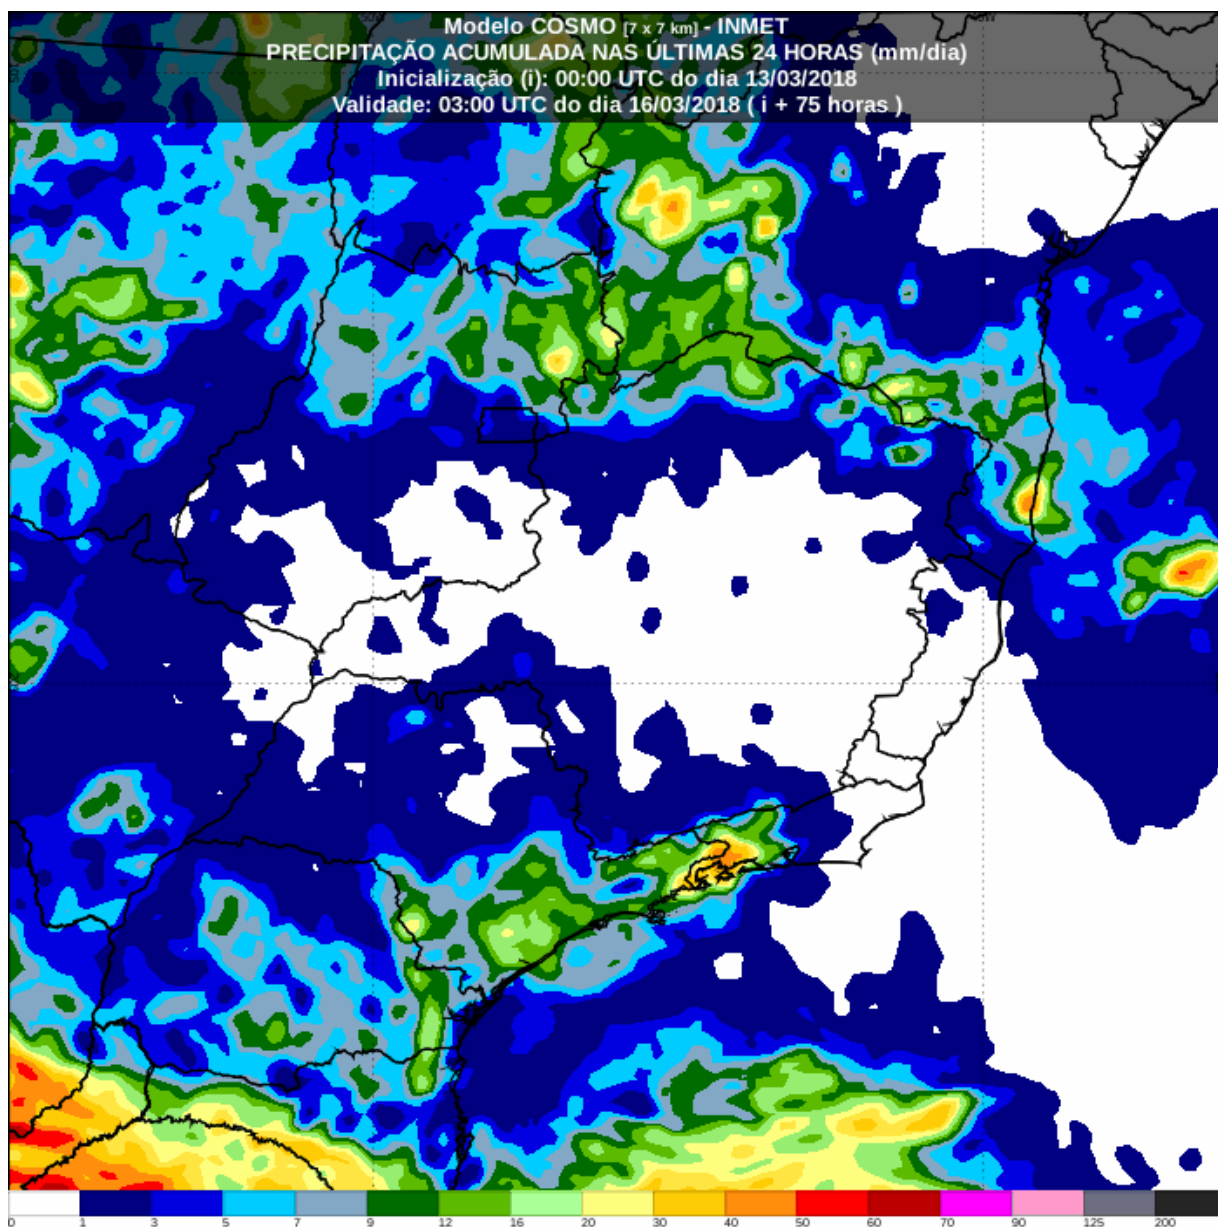 Modelo COSMO [7 x 7 km] - INMET
PRECIPITAÇÃO ACUMULADA NAS ÚLTIMAS 24 HORAS (mm/dia)
Inicialização (i): 00:00 UTC do dia 13/03/2018
Validade: 03:00 UTC do dia 16/03/2018 ( i + 75 horas )
0 1 3 5 7 9 12 16 20 30 40 50 60 70 90 125 200